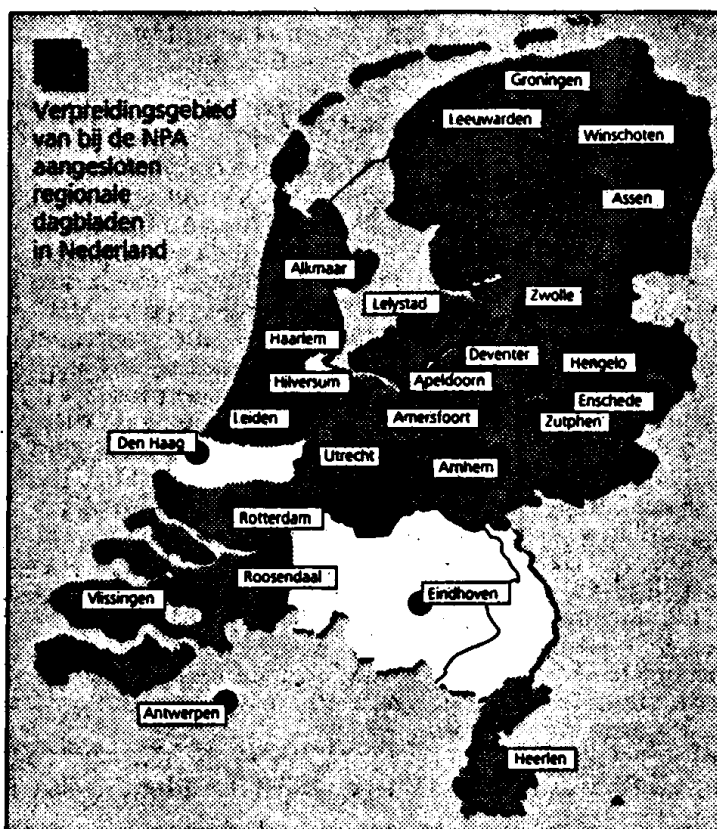 Verpreidingsgebied
van bij de NPA
aangesloten
regionale
dagbladen
in Nederland
Groningen
Leeuwarden
Winschoten
Assen
Alkmaar
Lelystad
Zwolle
Haarlem
Deventer
Hengelo
Hilversum
Apeldoorn
Enschede
Leiden
Amersfoort
Zutphen
Den Haag
Utrecht
Arnhem
Rotterdam
Roosendaal
Vlissingen
Eindhoven
Antwerpen
Heerlen